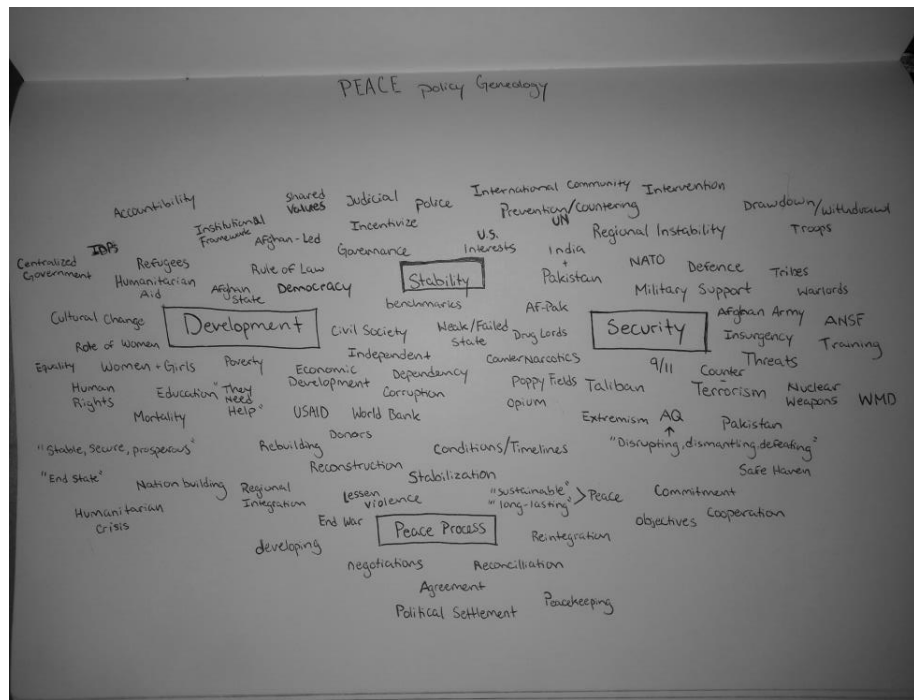 PEACE policy Geneology
Accountibility
Shared
Values
Judicial
police
International Community
Intervention
Institutional
Framework
Afghan-Led
Incentivize
Prevention/Countering
UN
Drawdown/Withdrawl
Troops
Centralized
Government
IDPs
Refugees
Humanitarian
Aid
Rule of Law
Governance
U.S.
Interests
India
+
Pakistan
Regional Instability
NATO
Defence
Tribes
Afghan
State
Democracy
Stability
Military Support
Warlords
Cultural Change
Development
benchmarks
AF-Pak
Security
Afghan Army
ANSF
Role of Women
Civil Society
Weak/Failed
State
Drug Lords
Insurgency
Training
Equality
Women + Girls
Poverty
Independent
CounterNarcotics
9/11
Threats
Human
Rights
Education
"They
Need
Help"
Economic
Development
Dependency
Corruption
Poppy Fields
Opium
Taliban
Counter
-
Terrorism
Nuclear
Weapons
WMD
Mortality
USAID
World Bank
Extremism
AQ
Pakistan
"Stable, secure, prosperous"
Rebuilding
Donors
Conditions/Timelines
↑
"Disrupting, dismantling, defeating"
"End State"
Nation building
Reconstruction
Stabilization
Safe Haven
Regional
Integration
Lessen
violence
"sustainable"
"long-lasting"
> Peace
Commitment
Humanitarian
Crisis
End War
Peace Process
Reintegration
objectives
Cooperation
developing
negotiations
Reconcilliation
Agreement
Political Settlement
Peacekeeping